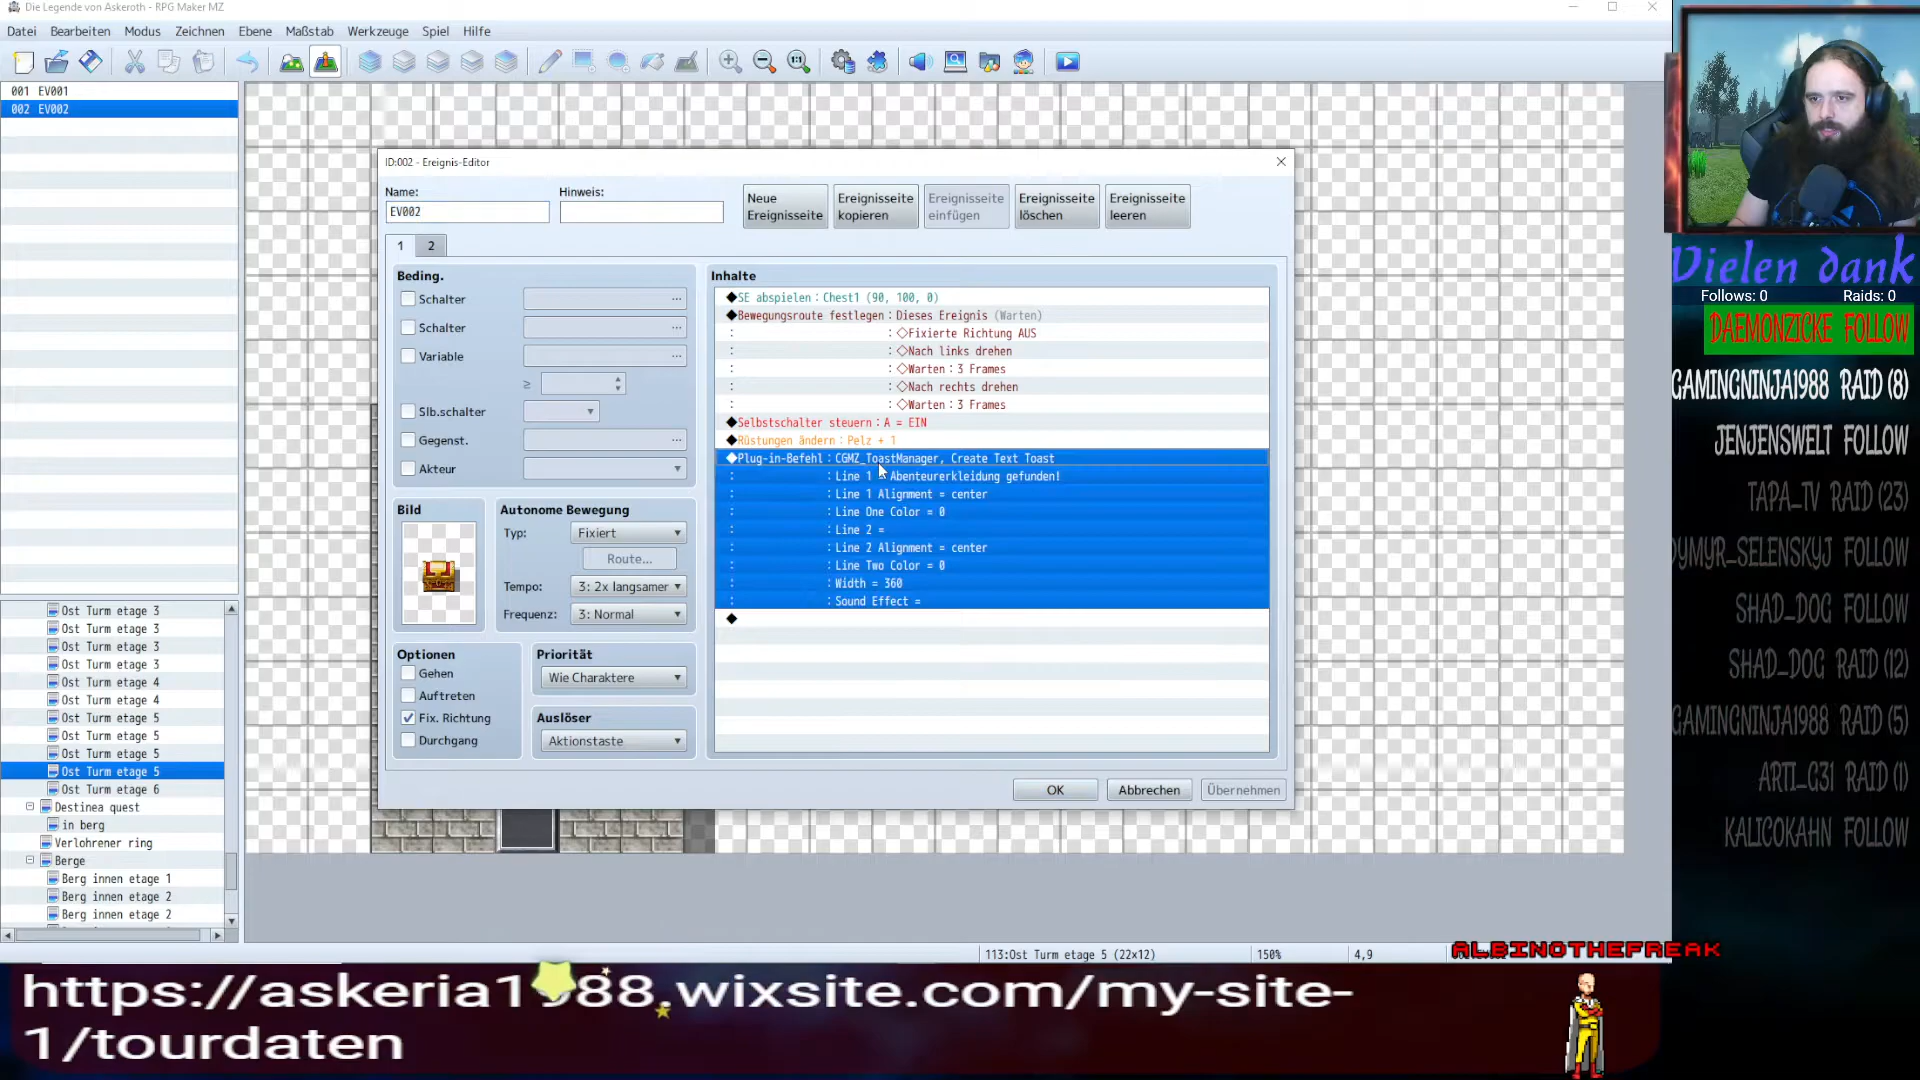 Die Legende von Askeroth - RPG Maker MZ
Datei Bearbeiten Modus Zeichnen Ebene Maßstab Werkzeuge Spiel Hilfe
001 EV001
002 EV002
ID:002 - Ereignis-Editor
Name:
EV002
Hinweis:
Neue Ereignisseite
Ereignisseite kopieren
Ereignisseite einfügen
Ereignisseite löschen
Ereignisseite leeren
1 2
Beding.
Schalter
Schalter
Variable
≥
Slb.schalter
Gegenst.
Akteur
Bild
Autonome Bewegung
Typ: Fixiert
Route...
Tempo: 3: 2x langsamer
Frequenz: 3: Normal
Optionen
Gehen
Auftreten
Fix. Richtung
Durchgang
Priorität
Wie Charaktere
Auslöser
Aktionstaste
Inhalte
◆SE abspielen：Chest1 (90, 100, 0)
◆Bewegungsroute festlegen：Dieses Ereignis (Warten)
：　：◇Fixierte Richtung AUS
：　：◇Nach links drehen
：　：◇Warten：3 Frames
：　：◇Nach rechts drehen
：　：◇Warten：3 Frames
◆Selbstschalter steuern：A = EIN
◆Rüstungen ändern：Pelz + 1
◆Plug-in-Befehl：CGMZ_ToastManager, Create Text Toast
：　：Line 1 = Abenteurerkleidung gefunden!
：　：Line 1 Alignment = center
：　：Line One Color = 0
：　：Line 2 =
：　：Line 2 Alignment = center
：　：Line Two Color = 0
：　：Width = 360
：　：Sound Effect =
◆
OK Abbrechen Übernehmen
Ost Turm etage 3
Ost Turm etage 3
Ost Turm etage 3
Ost Turm etage 3
Ost Turm etage 4
Ost Turm etage 4
Ost Turm etage 5
Ost Turm etage 5
Ost Turm etage 5
Ost Turm etage 5
Ost Turm etage 6
Destinea quest
in berg
Verlohrener ring
Berge
Berg innen etage 1
Berg innen etage 2
Berg innen etage 2
113:Ost Turm etage 5 (22x12) 150% 4,9
Vielen dank
Follows: 0 Raids: 0
DAEMONZICKE FOLLOW
GAMINGNINJA1988 RAID (8)
JENJENSWELT FOLLOW
TAPA_TV RAID (23)
DYMYR_SELENSKYJ FOLLOW
SHAD_DOG FOLLOW
SHAD_DOG RAID (12)
GAMINGNINJA1988 RAID (5)
ARTI_G31 RAID (1)
KALICOKAHN FOLLOW
ALBINOTHEFREAK
https://askeria1988.wixsite.com/my-site-
1/tourdaten